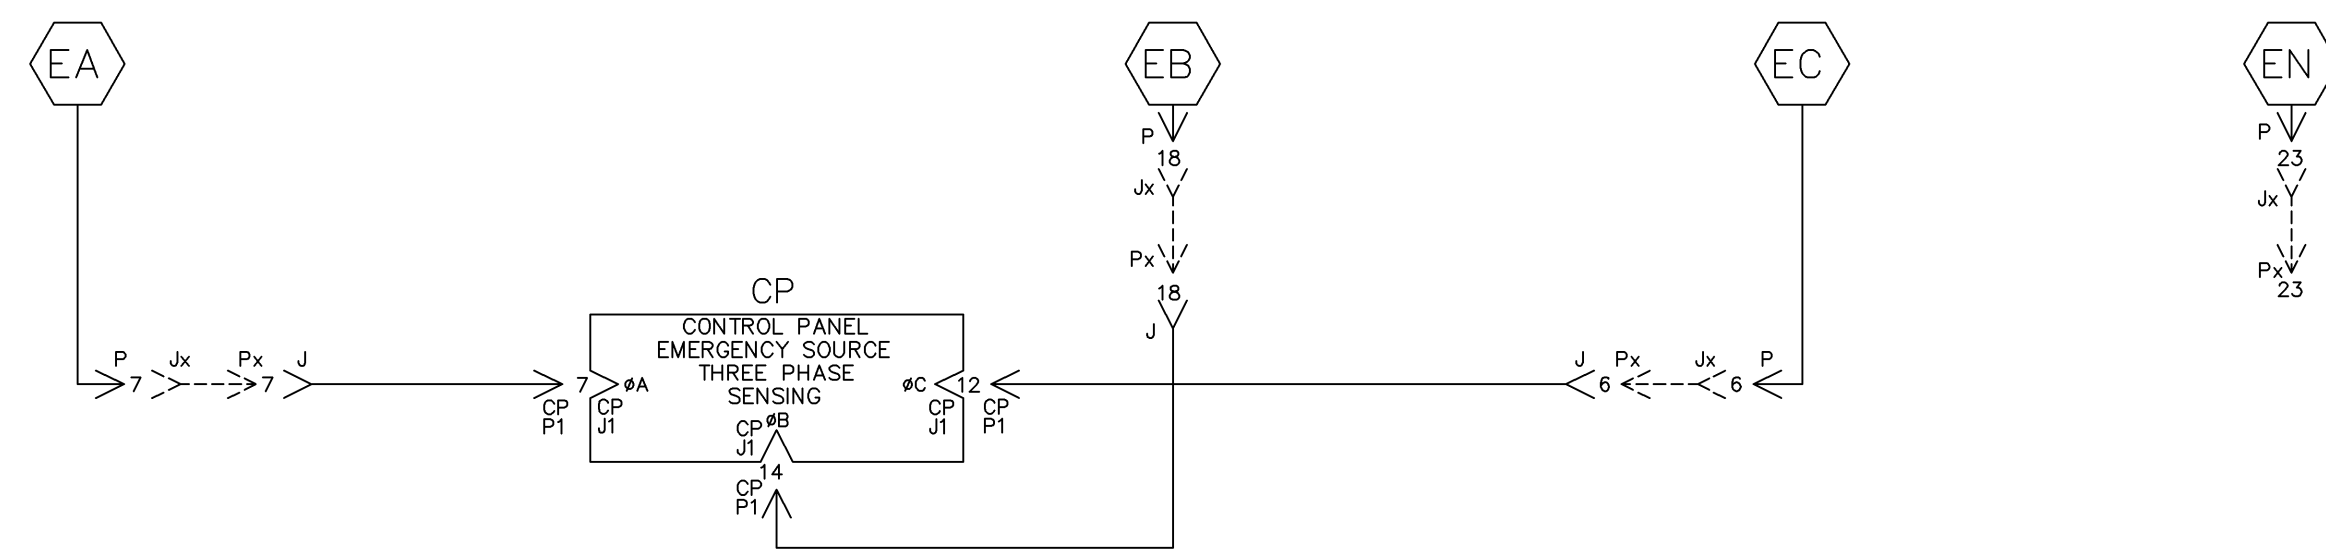 EA
EB
EC
EN
P
18
Jx
Px
18
J
P
23
Jx
Px
23
CP
CONTROL PANEL
EMERGENCY SOURCE
THREE PHASE
SENSING
P
7
Jx
Px
7
J
7
øA
CP
P1
CP
J1
øB
CP
J1
14
CP
P1
øC
12
CP
J1
CP
P1
J
6
Px
Jx
6
P